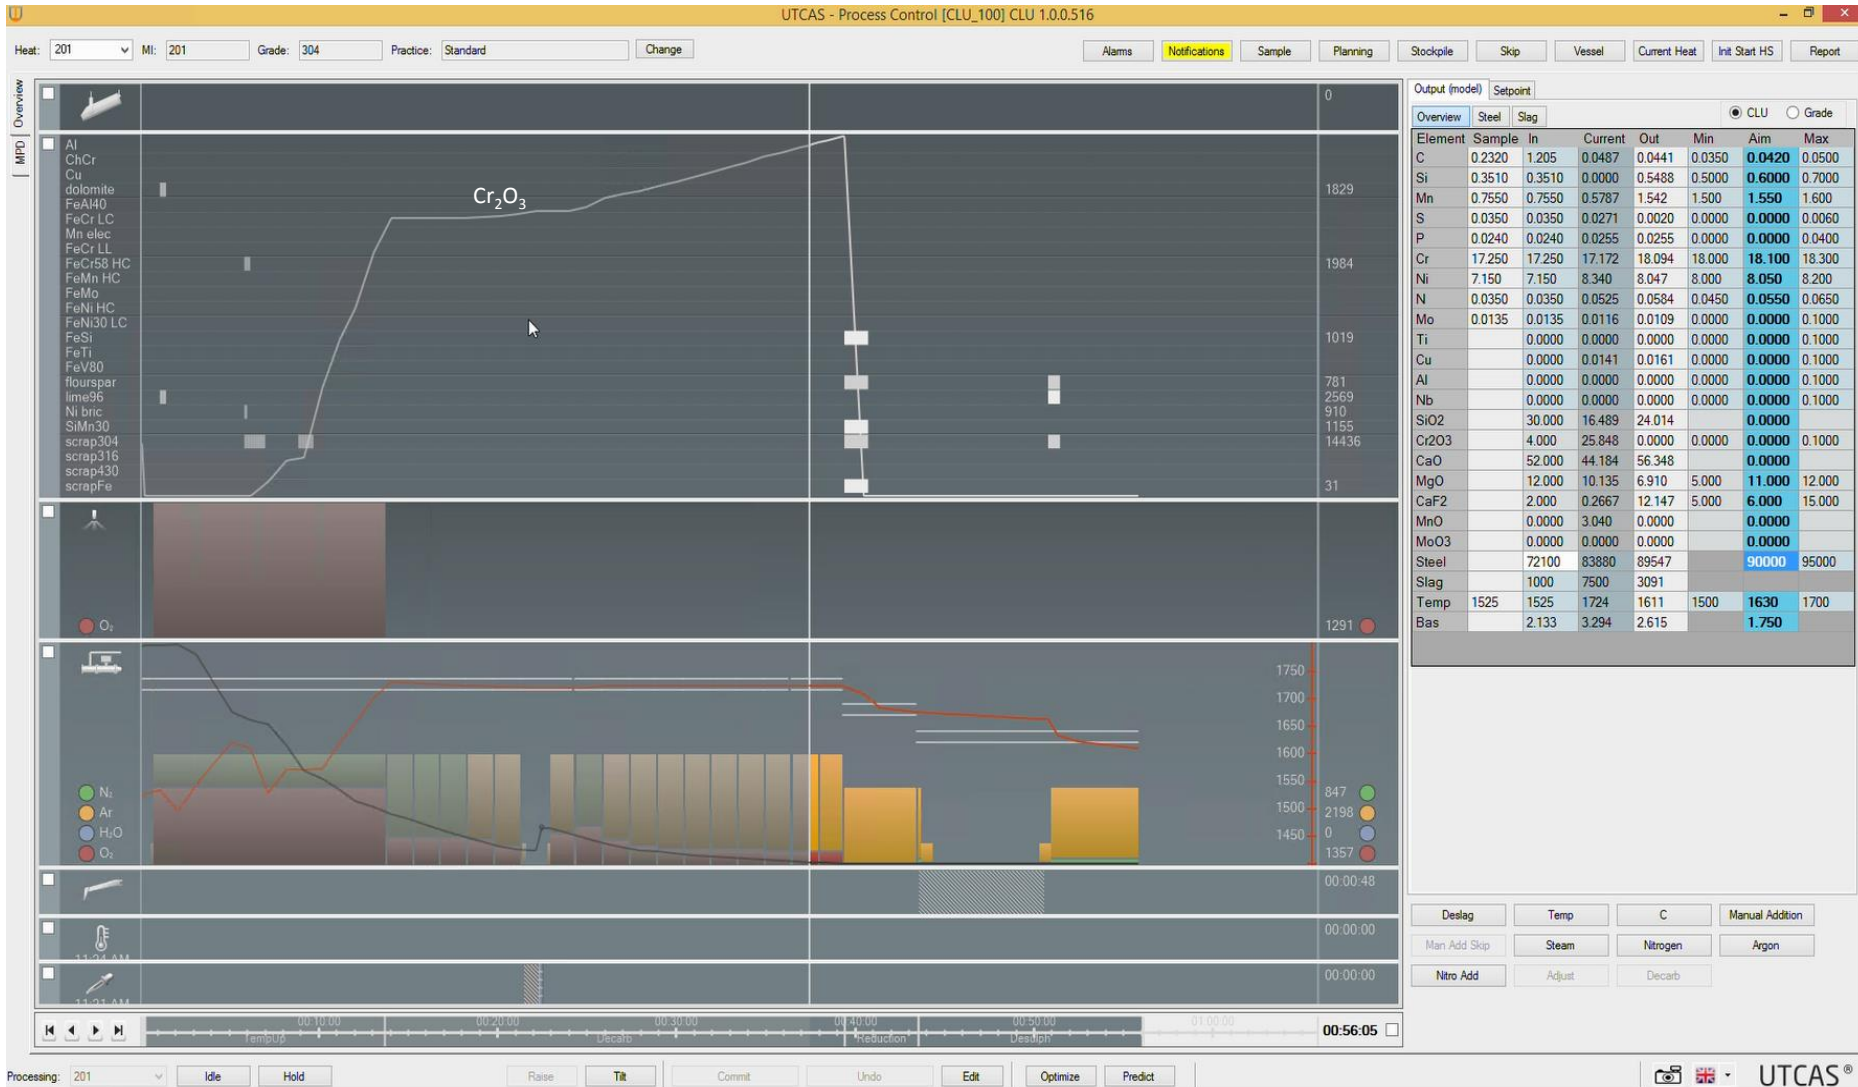 UTCAS - Process Control [CLU_100] CLU 1.0.0.516
Heat: 201 MI: 201 Grade: 304 Practice: Standard Change Alarms Notifications Sample Planning Stockpile Skip Vessel Current Heat Init Start HS Report
Overview
MPD
0
Al
ChCr
Cu
dolomite 1829
FeAl40
FeCr LC
Mn elec
FeCr LL
FeCr58 HC 1984
FeMn HC
FeMo
FeNi HC
FeNi30 LC
FeSi 1019
FeTi
FeV80
flourspar 781
lime96 2569
Ni bric 910
SiMn30 1155
scrap304 14436
scrap316
scrap430
scrapFe 31
Cr₂O₃
O₂ 1291
1750
1700
1650
1600
1550
1500
1450
N₂ 847
Ar 2198
H₂O 0
O₂ 1357
00:00:48
00:00:00
11:24 AM
00:00:00
11:21 AM
00:10:00 00:20:00 00:30:00 00:40:00 00:50:00 01:00:00
TempUp Decarb Reduction Desulph
00:56:05
Output (model) Setpoint
Overview Steel Slag CLU Grade
Element Sample In Current Out Min Aim Max
C 0.2320 1.205 0.0487 0.0441 0.0350 0.0420 0.0500
Si 0.3510 0.3510 0.0000 0.5488 0.5000 0.6000 0.7000
Mn 0.7550 0.7550 0.5787 1.542 1.500 1.550 1.600
S 0.0350 0.0350 0.0271 0.0020 0.0000 0.0000 0.0060
P 0.0240 0.0240 0.0255 0.0255 0.0000 0.0000 0.0400
Cr 17.250 17.250 17.172 18.094 18.000 18.100 18.300
Ni 7.150 7.150 8.340 8.047 8.000 8.050 8.200
N 0.0350 0.0350 0.0525 0.0584 0.0450 0.0550 0.0650
Mo 0.0135 0.0135 0.0116 0.0109 0.0000 0.0000 0.1000
Ti 0.0000 0.0000 0.0000 0.0000 0.0000 0.1000
Cu 0.0000 0.0141 0.0161 0.0000 0.0000 0.1000
Al 0.0000 0.0000 0.0000 0.0000 0.0000 0.1000
Nb 0.0000 0.0000 0.0000 0.0000 0.0000 0.1000
SiO2 30.000 16.489 24.014 0.0000
Cr2O3 4.000 25.848 0.0000 0.0000 0.0000 0.1000
CaO 52.000 44.184 56.348 0.0000
MgO 12.000 10.135 6.910 5.000 11.000 12.000
CaF2 2.000 0.2667 12.147 5.000 6.000 15.000
MnO 0.0000 3.040 0.0000 0.0000
MoO3 0.0000 0.0000 0.0000 0.0000
Steel 72100 83880 89547 90000 95000
Slag 1000 7500 3091
Temp 1525 1525 1724 1611 1500 1630 1700
Bas 2.133 3.294 2.615 1.750
Deslag Temp C Manual Addition
Man Add Skip Steam Nitrogen Argon
Nitro Add Adjust Decarb
Processing: 201 Idle Hold Raise Tilt Commit Undo Edit Optimize Predict UTCAS®